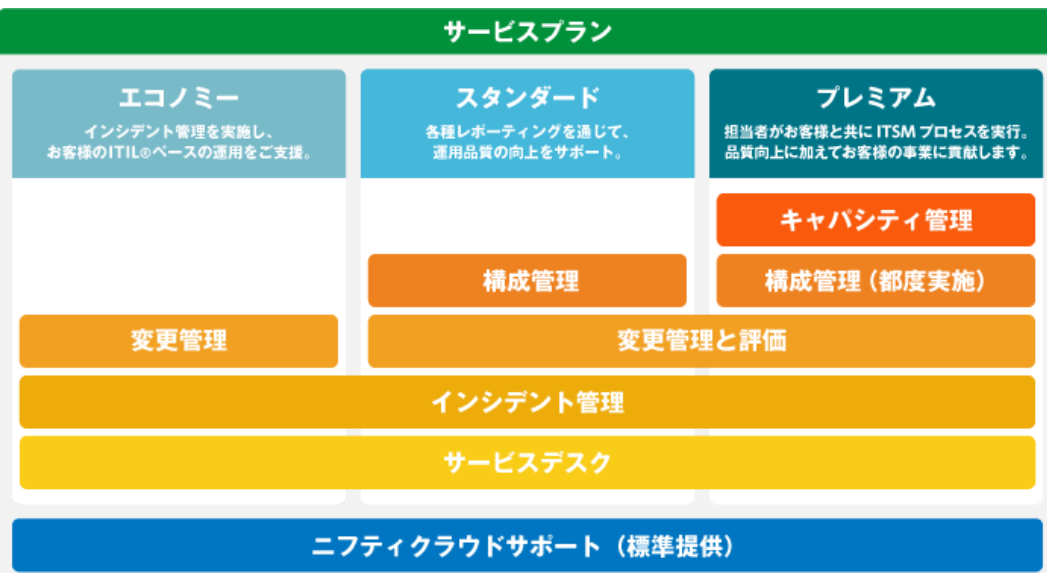 サービスプラン
エコノミー
インシデント管理を実施し、
お客様のITIL®ベースの運用をご支援。
スタンダード
各種レポーティングを通じて、
運用品質の向上をサポート。
プレミアム
担当者がお客様と共に ITSM プロセスを実行。
品質向上に加えてお客様の事業に貢献します。
キャパシティ管理
構成管理
構成管理（都度実施）
変更管理
変更管理と評価
インシデント管理
サービスデスク
ニフティクラウドサポート（標準提供）